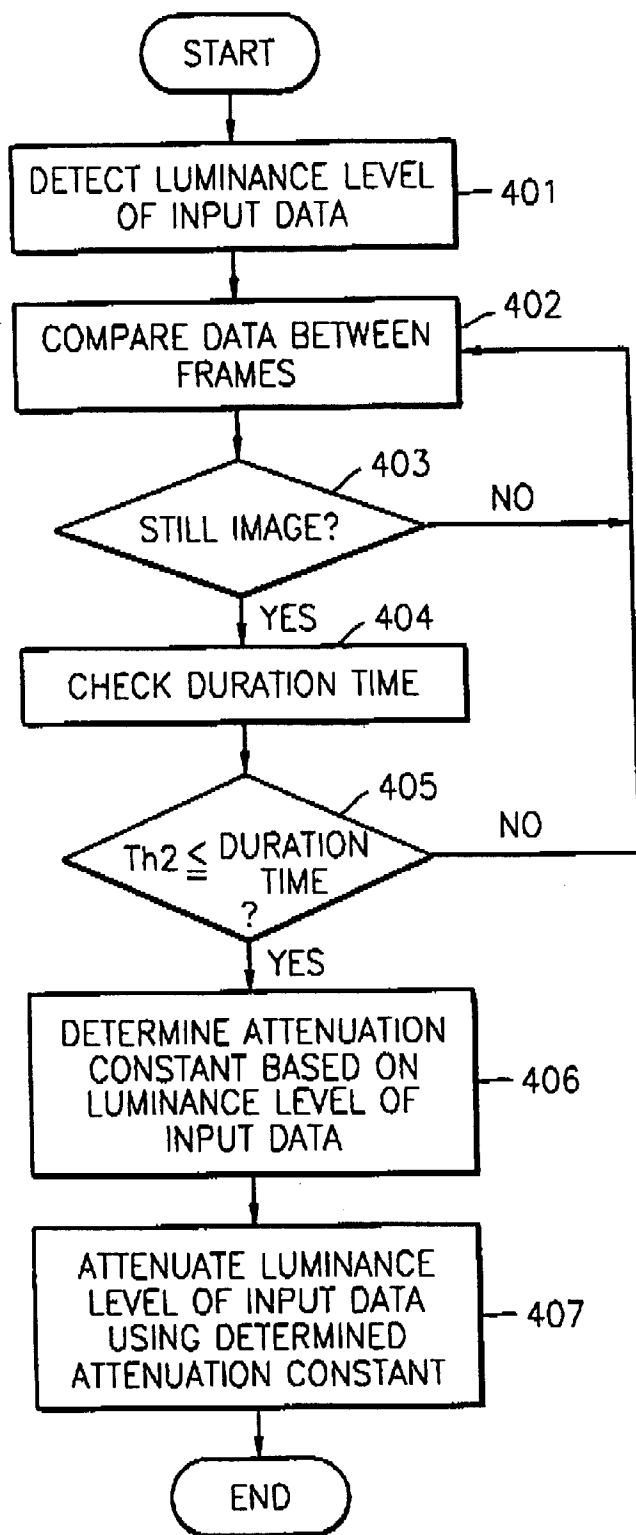 START
DETECT LUMINANCE LEVEL
OF INPUT DATA
401
COMPARE DATA BETWEEN
FRAMES
402
STILL IMAGE?
403
NO
YES
404
CHECK DURATION TIME
405
Th2 ≦ DURATION
TIME
?
NO
YES
DETERMINE ATTENUATION
CONSTANT BASED ON
LUMINANCE LEVEL OF
INPUT DATA
406
ATTENUATE LUMINANCE
LEVEL OF INPUT DATA
USING DETERMINED
ATTENUATION CONSTANT
407
END